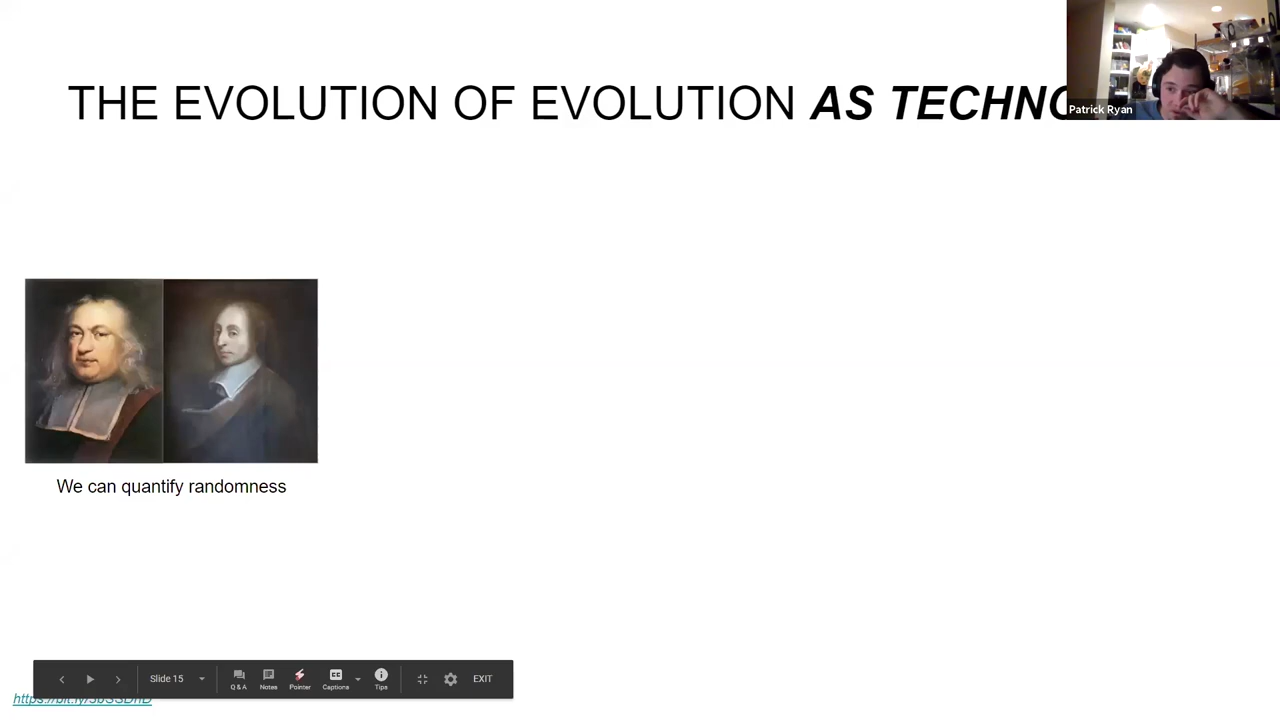 THE EVOLUTION OF EVOLUTION AS TECHNO
Patrick Ryan
We can quantify randomness
Slide 15
Q & A
Notes
Pointer
Captions
Tips
EXIT